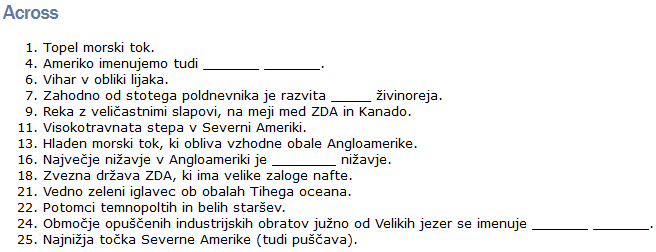 Across
1. Topel morski tok.
4. Ameriko imenujemo tudi _______ _______.
6. Vihar v obliki lijaka.
7. Zahodno od stotega poldnevnika je razvita _____ živinoreja.
9. Reka z veličastnimi slapovi, na meji med ZDA in Kanado.
11. Visokotravnata stepa v Severni Ameriki.
13. Hladen morski tok, ki obliva vzhodne obale Angloamerike.
16. Največje nižavje v Angloameriki je ________ nižavje.
18. Zvezna država ZDA, ki ima velike zaloge nafte.
21. Vedno zeleni iglavec ob obalah Tihega oceana.
22. Potomci temnopoltih in belih staršev.
24. Območje opuščenih industrijskih obratov južno od Velikih jezer se imenuje _______ _______.
25. Najnižja točka Severne Amerike (tudi puščava).